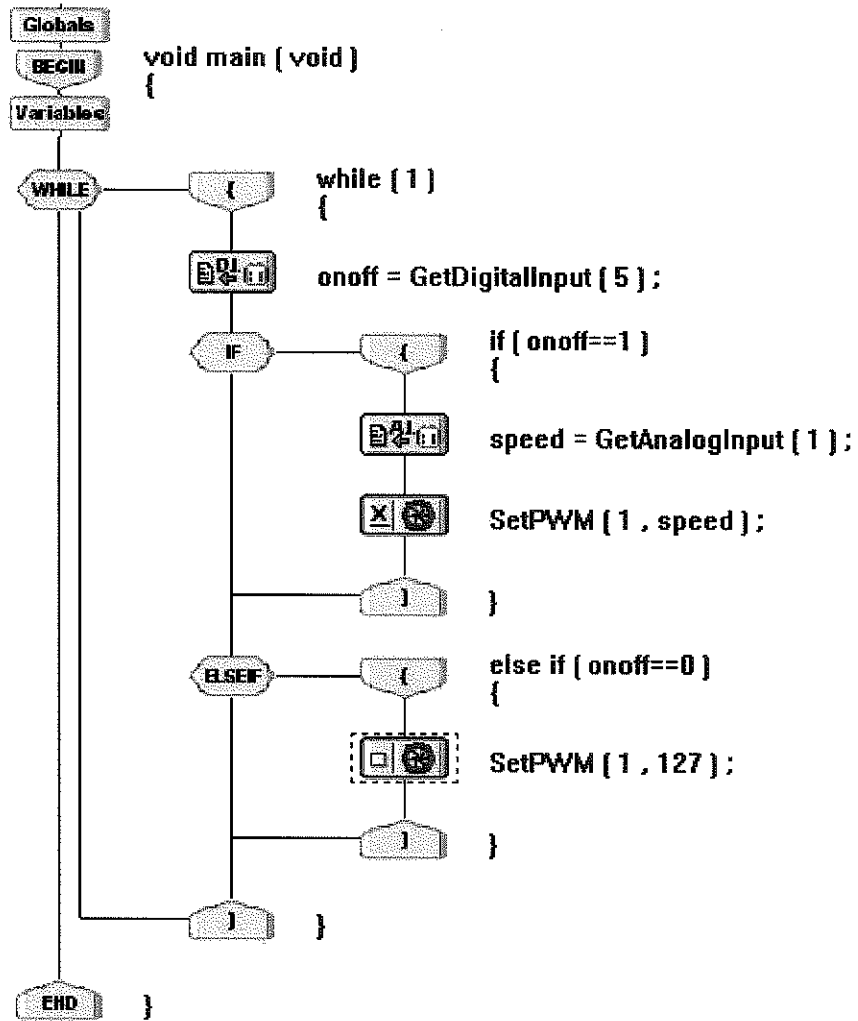 Globals
BEGIN
void main ( void )
{
Variables
WHILE
{
while ( 1 )
{
onoff = GetDigitalInput ( 5 ) ;
IF
{
if ( onoff==1 )
{
speed = GetAnalogInput ( 1 ) ;
SetPWM ( 1 , speed ) ;
}
}
ELSEIF
{
else if ( onoff==0 )
{
SetPWM ( 1 , 127 ) ;
}
}
}
}
END
}